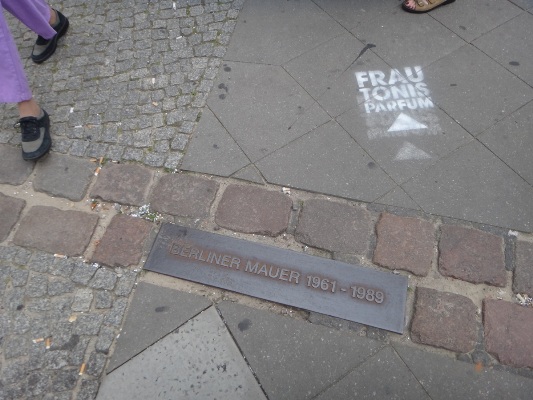 FRAU
TONIS
PARFUM
BERLINER MAUER 1961 - 1989